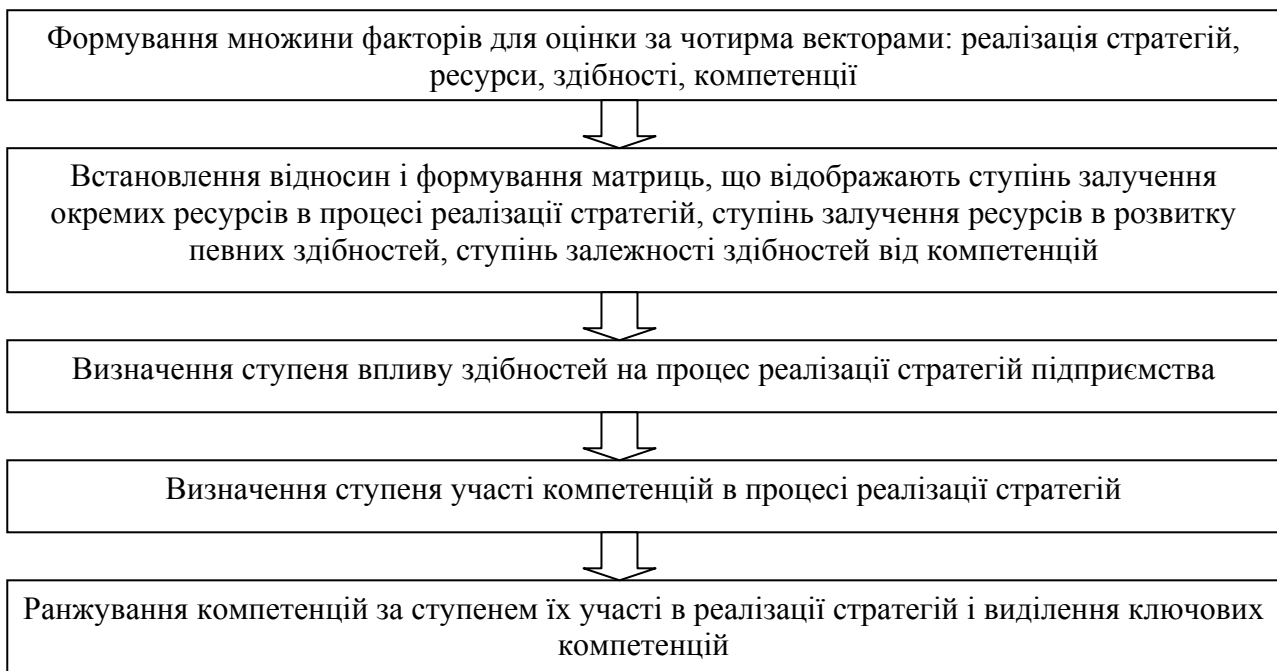 Формування множини факторів для оцінки за чотирма векторами: реалізація стратегій,
ресурси, здібності, компетенції
Встановлення відносин і формування матриць, що відображають ступінь залучення
окремих ресурсів в процесі реалізації стратегій, ступінь залучення ресурсів в розвитку
певних здібностей, ступінь залежності здібностей від компетенцій
Визначення ступеня впливу здібностей на процес реалізації стратегій підприємства
Визначення ступеня участі компетенцій в процесі реалізації стратегій
Ранжування компетенцій за ступенем їх участі в реалізації стратегій і виділення ключових
компетенцій